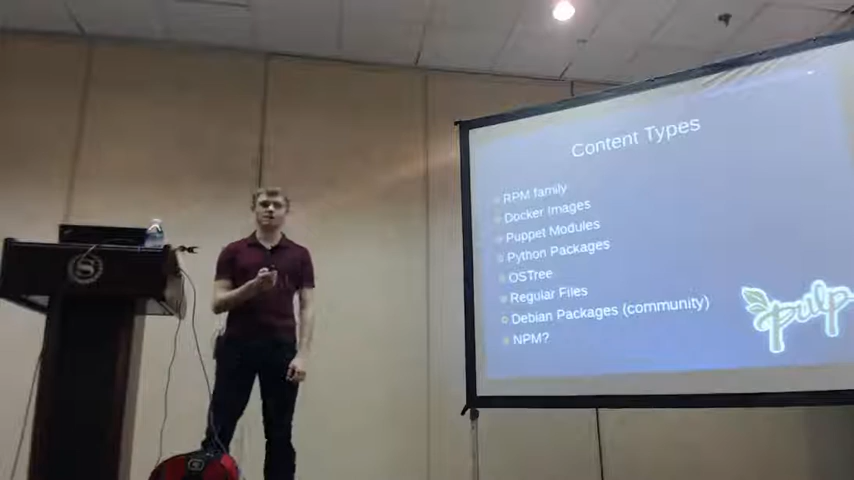 Content Types
RPM family
Docker Images
Puppet Modules
Python Packages
OSTree
Regular Files
Debian Packages (community)
NPM?
pulp
S